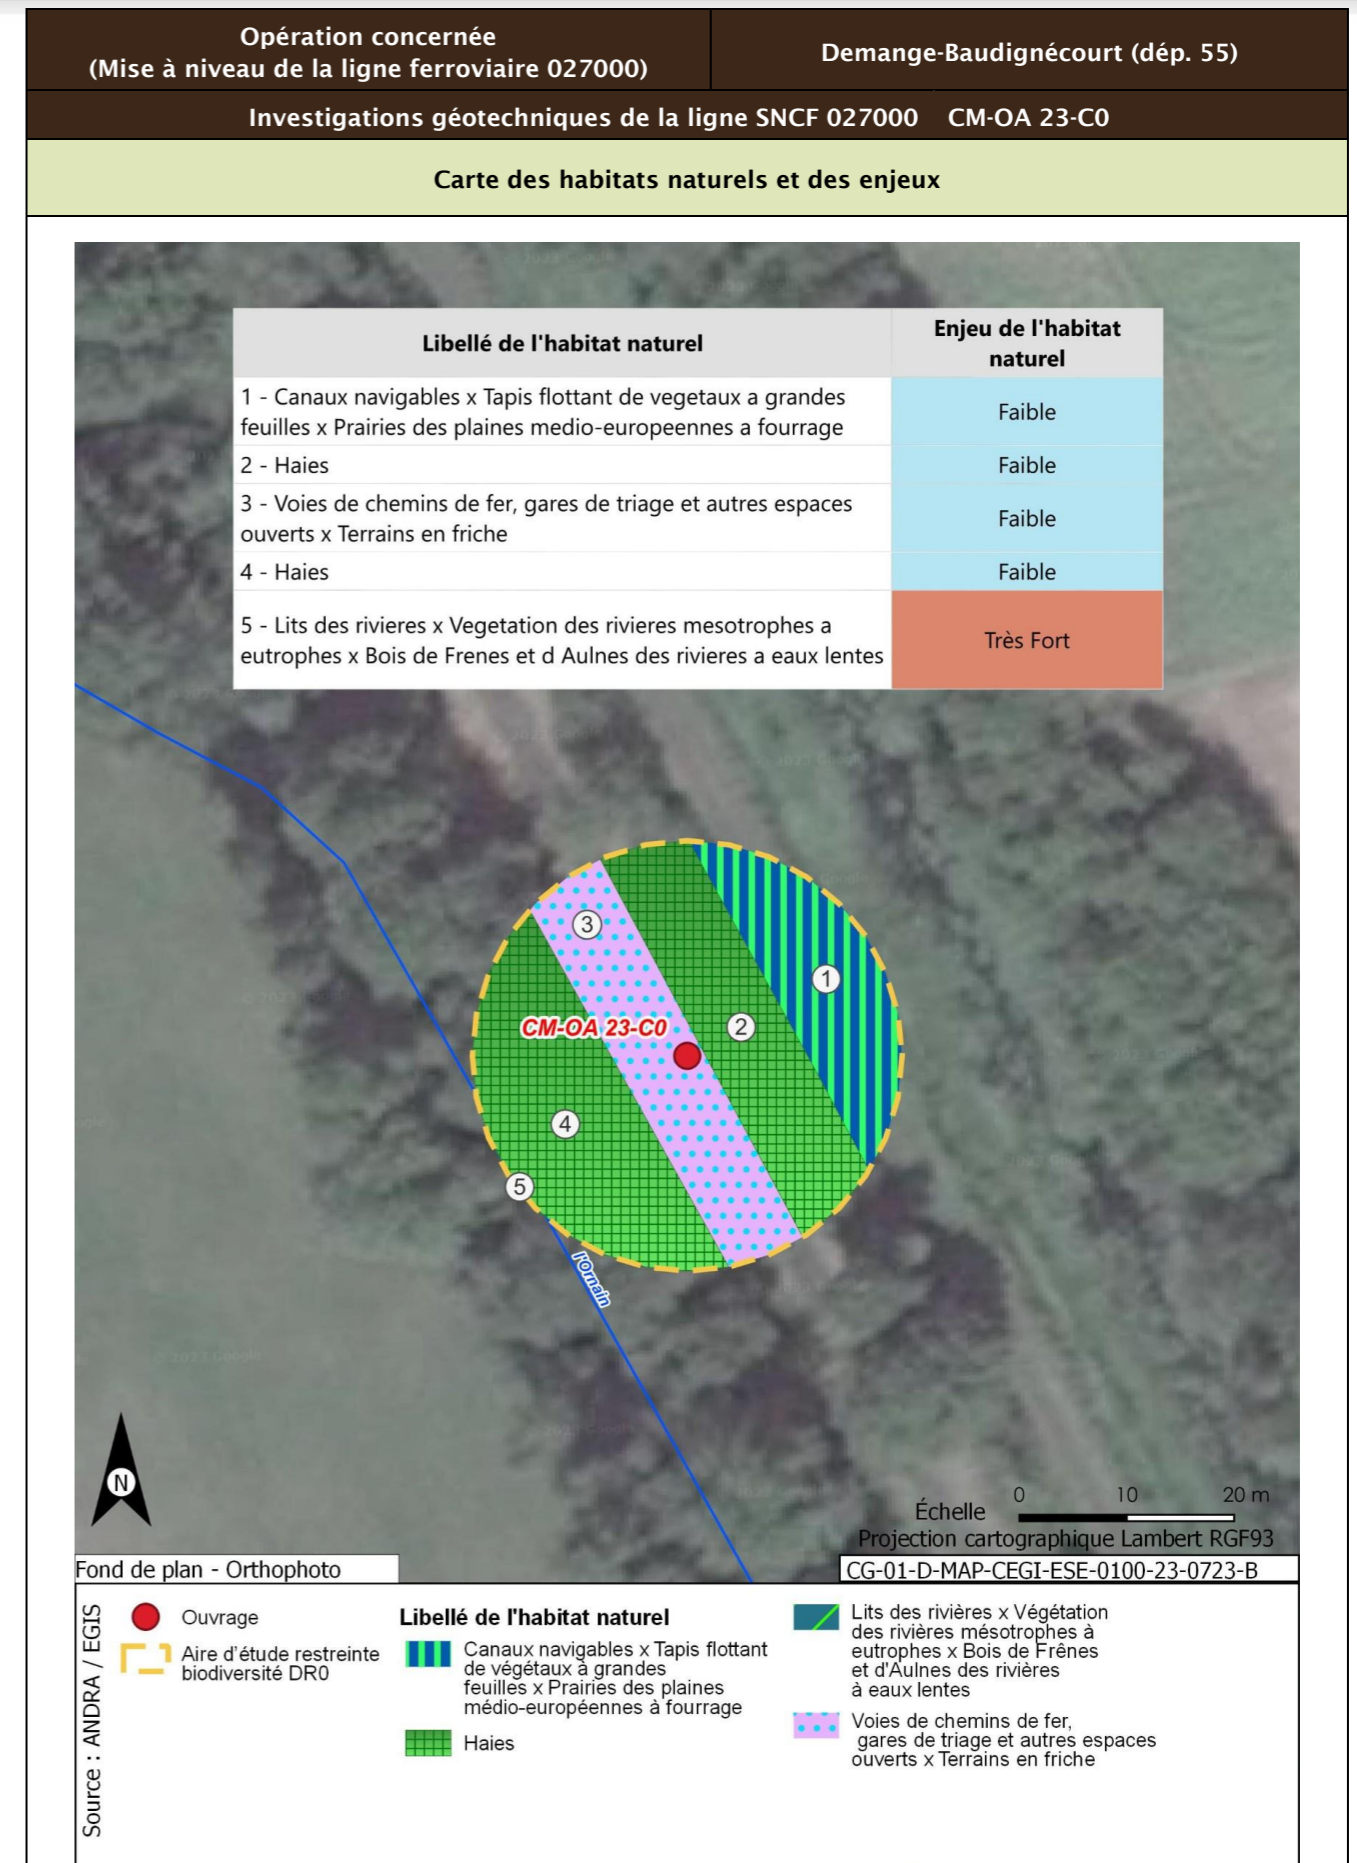 Opération concernée
(Mise à niveau de la ligne ferroviaire 027000)
Demange-Baudignécourt (dép. 55)
Investigations géotechniques de la ligne SNCF 027000 CM-OA 23-C0
Carte des habitats naturels et des enjeux
Libellé de l'habitat naturel
Enjeu de l'habitat
naturel
1 - Canaux navigables x Tapis flottant de vegetaux a grandes
feuilles x Prairies des plaines medio-europeennes a fourrage
Faible
2 - Haies
Faible
3 - Voies de chemins de fer, gares de triage et autres espaces
ouverts x Terrains en friche
Faible
4 - Haies
Faible
5 - Lits des rivieres x Vegetation des rivieres mesotrophes a
eutrophes x Bois de Frenes et d Aulnes des rivieres a eaux lentes
Très Fort
3
1
CM-OA 23-C0
2
4
5
l'Ornain
N
Échelle
0 10 20 m
Projection cartographique Lambert RGF93
Fond de plan - Orthophoto
CG-01-D-MAP-CEGI-ESE-0100-23-0723-B
Source : ANDRA / EGIS
Ouvrage
Aire d'étude restreinte
biodiversité DR0
Libellé de l'habitat naturel
Canaux navigables x Tapis flottant
de végétaux à grandes
feuilles x Prairies des plaines
médio-européennes à fourrage
Haies
Lits des rivières x Végétation
des rivières mésotrophes à
eutrophes x Bois de Frênes
et d'Aulnes des rivières
à eaux lentes
Voies de chemins de fer,
gares de triage et autres espaces
ouverts x Terrains en friche